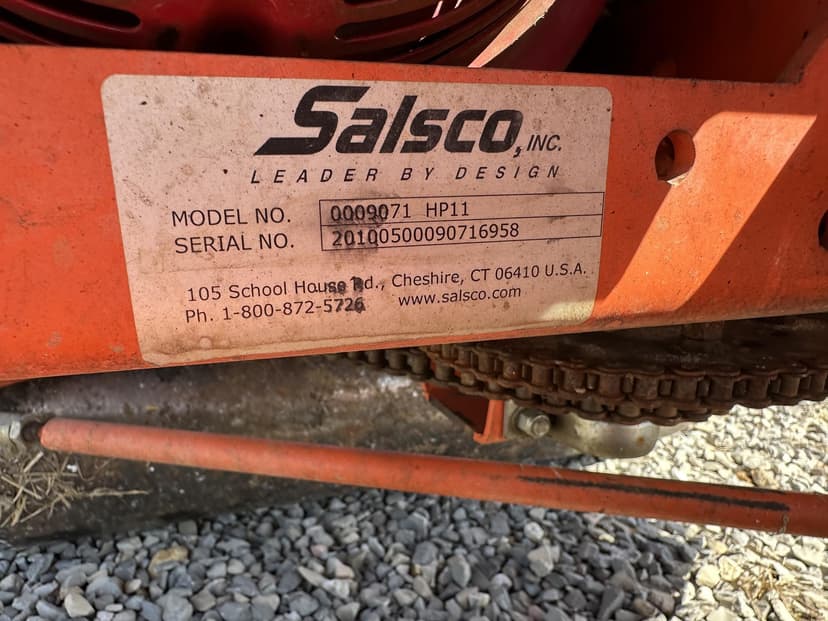 Salsco, INC.
LEADER BY DESIGN
MODEL NO. 0009071 HP11
SERIAL NO. 20100500090716958
105 School House Rd., Cheshire, CT 06410 U.S.A.
Ph. 1-800-872-5726 www.salsco.com